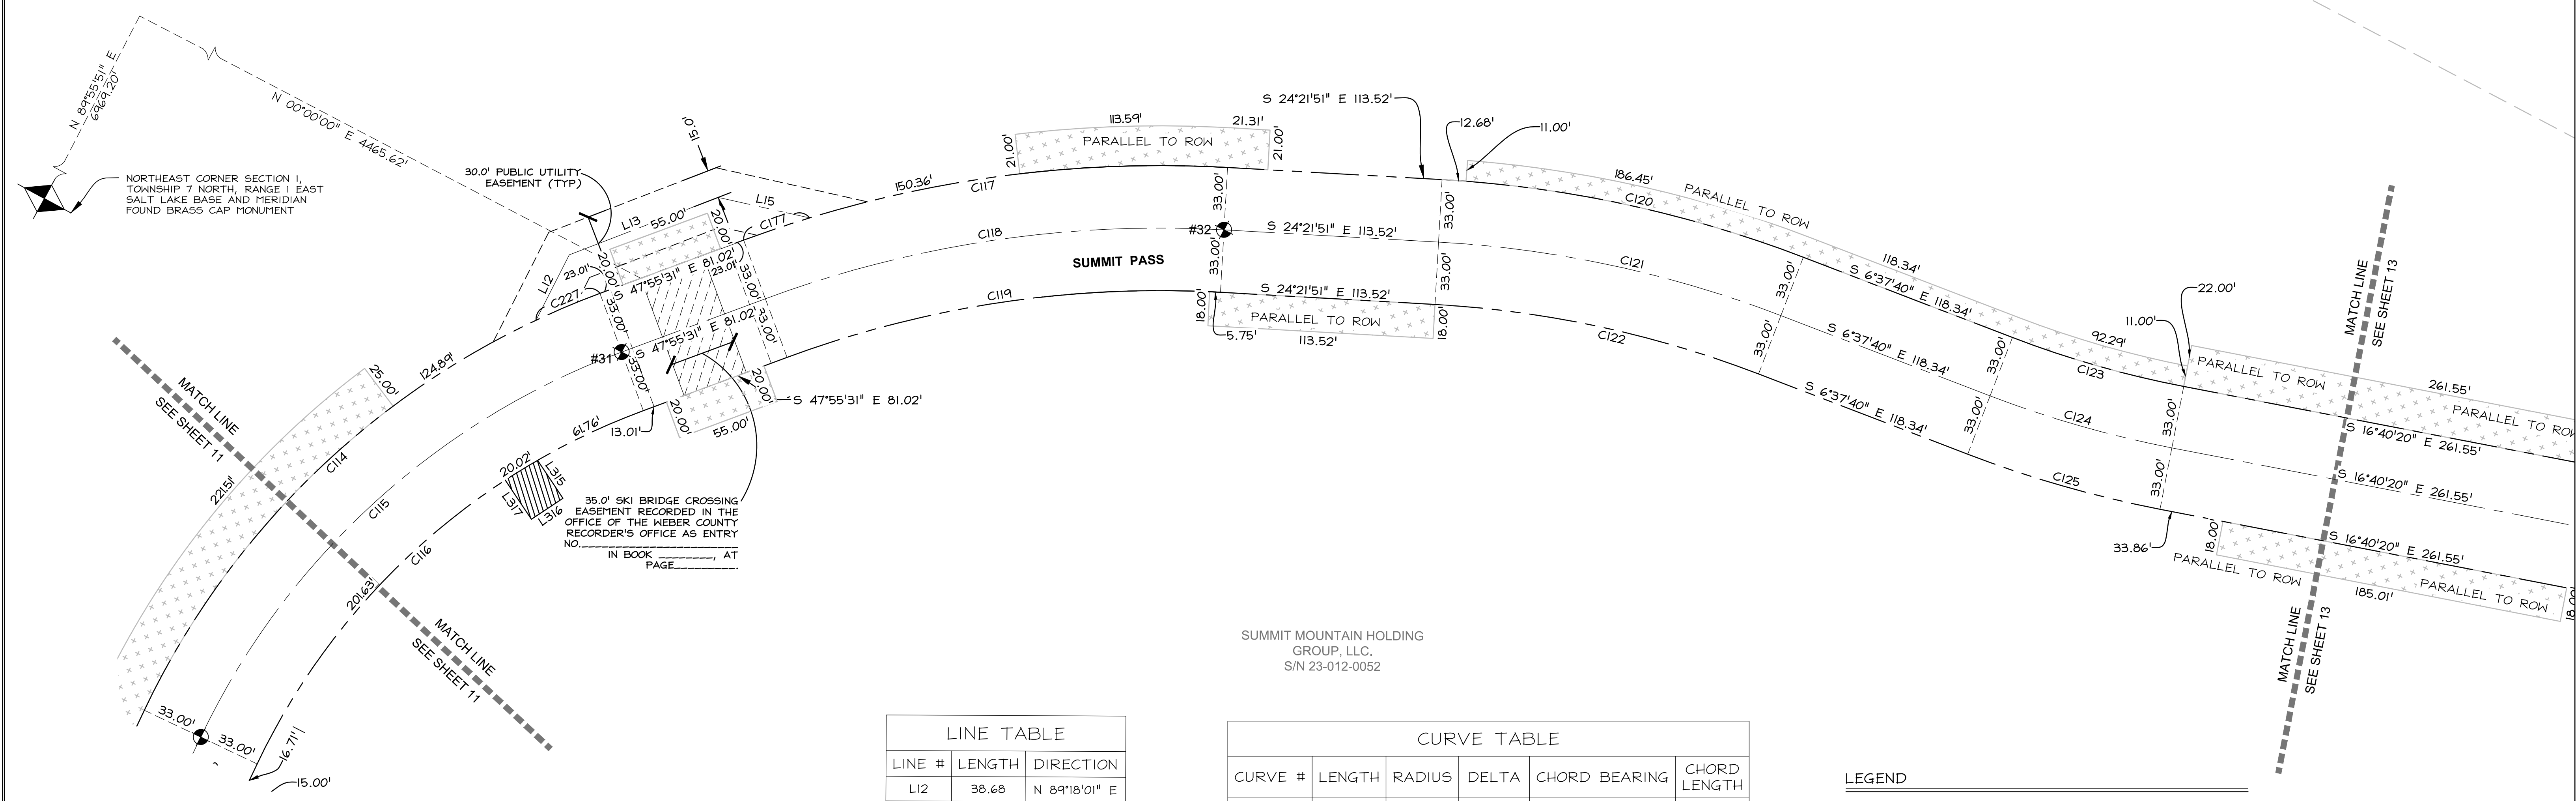 N 89°55'51" E
6969.20'
N 00°00'00" E 4465.62'
NORTHEAST CORNER SECTION 1,
TOWNSHIP 7 NORTH, RANGE 1 EAST
SALT LAKE BASE AND MERIDIAN
FOUND BRASS CAP MONUMENT
30.0' PUBLIC UTILITY
EASEMENT (TYP)
15.0'
L13
55.00'
L15
20.00'
C177
L12
23.01'
20.00'
C227
S 47°55'31" E 81.02'
23.01'
33.00'
33.00'
S 47°55'31" E 81.02'
33.00'
#31
33.00'
20.00'
S 47°55'31" E 81.02'
20.00'
55.00'
13.01'
61.76'
124.89'
25.00'
MATCH LINE
SEE SHEET 11
221.51'
C114
C115
C116
201.63'
20.02'
L315
L316
L317
35.0' SKI BRIDGE CROSSING
EASEMENT RECORDED IN THE
OFFICE OF THE WEBER COUNTY
RECORDER'S OFFICE AS ENTRY
NO.________________________
IN BOOK ________, AT
PAGE_________.
MATCH LINE
SEE SHEET 11
33.00'
33.00'
16.71'
15.00'
150.36'
C117
21.00'
113.59'
21.31'
PARALLEL TO ROW
21.00'
C118
SUMMIT PASS
C119
33.00'
#32
33.00'
S 24°21'51" E 113.52'
S 24°21'51" E 113.52'
12.68'
11.00'
33.00'
33.00'
S 24°21'51" E 113.52'
18.00'
PARALLEL TO ROW
18.00'
5.75'
113.52'
186.45'
PARALLEL TO ROW
C120
C121
C122
33.00'
33.00'
118.34'
S 6°37'40" E 118.34'
S 6°37'40" E 118.34'
S 6°37'40" E 118.34'
33.00'
33.00'
92.29'
C123
C124
C125
11.00'
22.00'
33.00'
33.00'
33.86'
PARALLEL TO ROW
261.55'
PARALLEL TO ROW
S 16°40'20" E 261.55'
S 16°40'20" E 261.55'
S 16°40'20" E 261.55'
18.00'
PARALLEL TO ROW
185.01'
PARALLEL TO ROW
18.00'
MATCH LINE
SEE SHEET 13
MATCH LINE
SEE SHEET 13
SUMMIT MOUNTAIN HOLDING
GROUP, LLC.
S/N 23-012-0052
LINE TABLE
LINE # LENGTH DIRECTION
L12 38.68 N 89°18'01" E
CURVE TABLE
CURVE # LENGTH RADIUS DELTA CHORD BEARING CHORD LENGTH
LEGEND